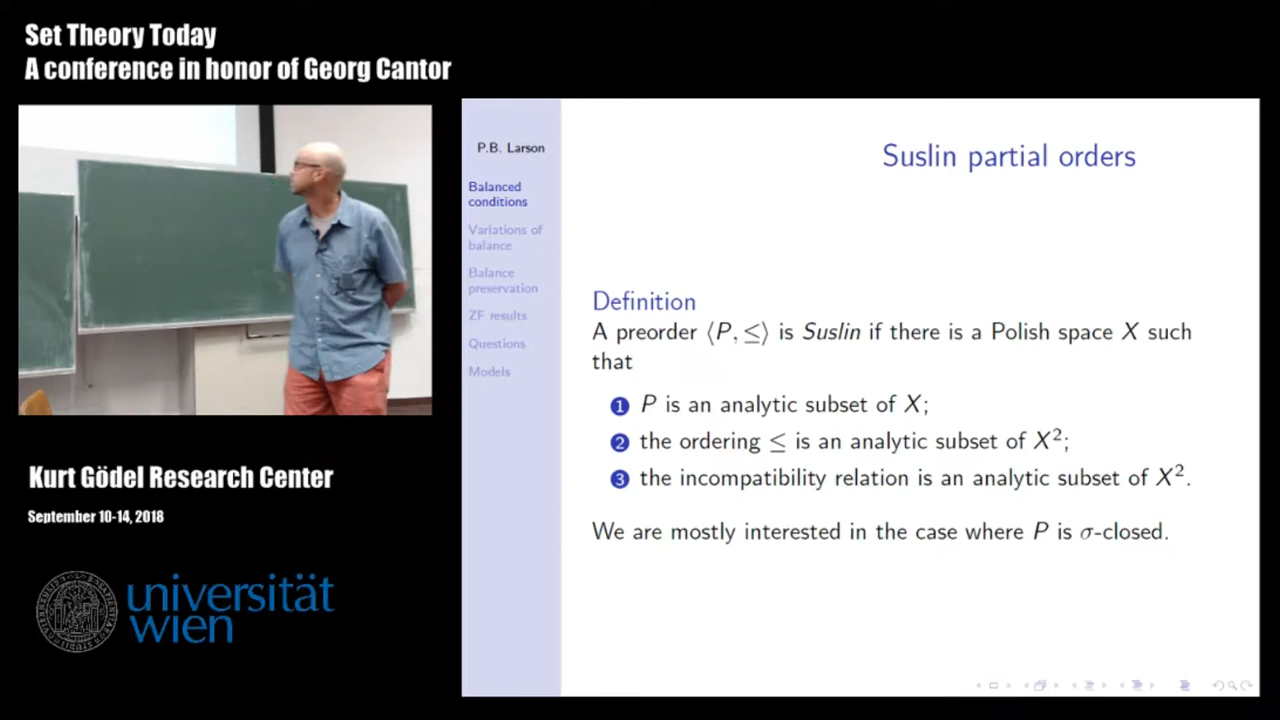 Set Theory Today
A conference in honor of Georg Cantor
P.B. Larson
Balanced
conditions
Variations of
balance
Balance
preservation
ZF results
Questions
Models
Suslin partial orders
Definition
A preorder ⟨P, ≤⟩ is Suslin if there is a Polish space X such
that
1 P is an analytic subset of X;
2 the ordering ≤ is an analytic subset of X²;
3 the incompatibility relation is an analytic subset of X².
We are mostly interested in the case where P is σ-closed.
Kurt Gödel Research Center
September 10-14, 2018
universität
wien